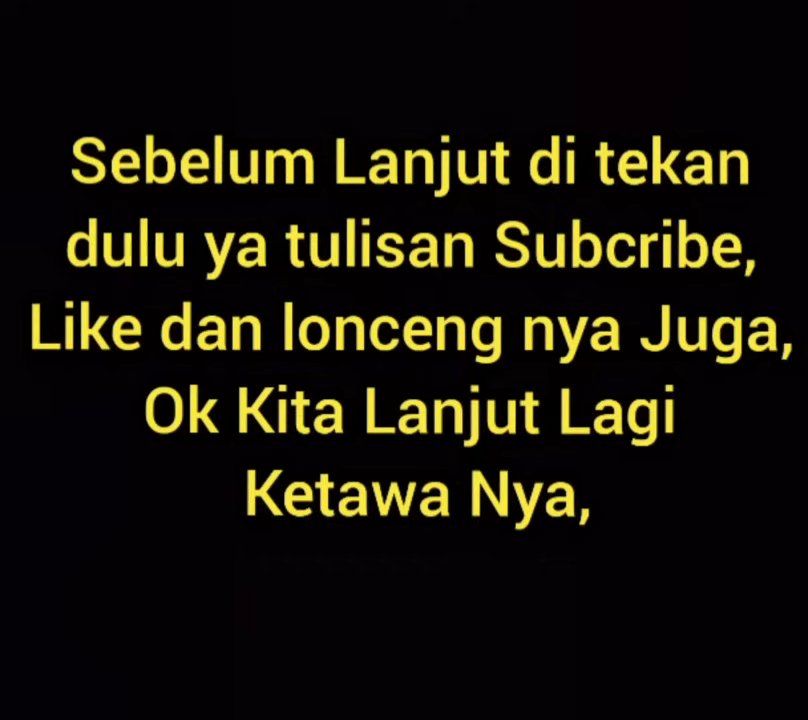 Sebelum Lanjut di tekan
dulu ya tulisan Subcribe,
Like dan lonceng nya Juga,
Ok Kita Lanjut Lagi
Ketawa Nya,